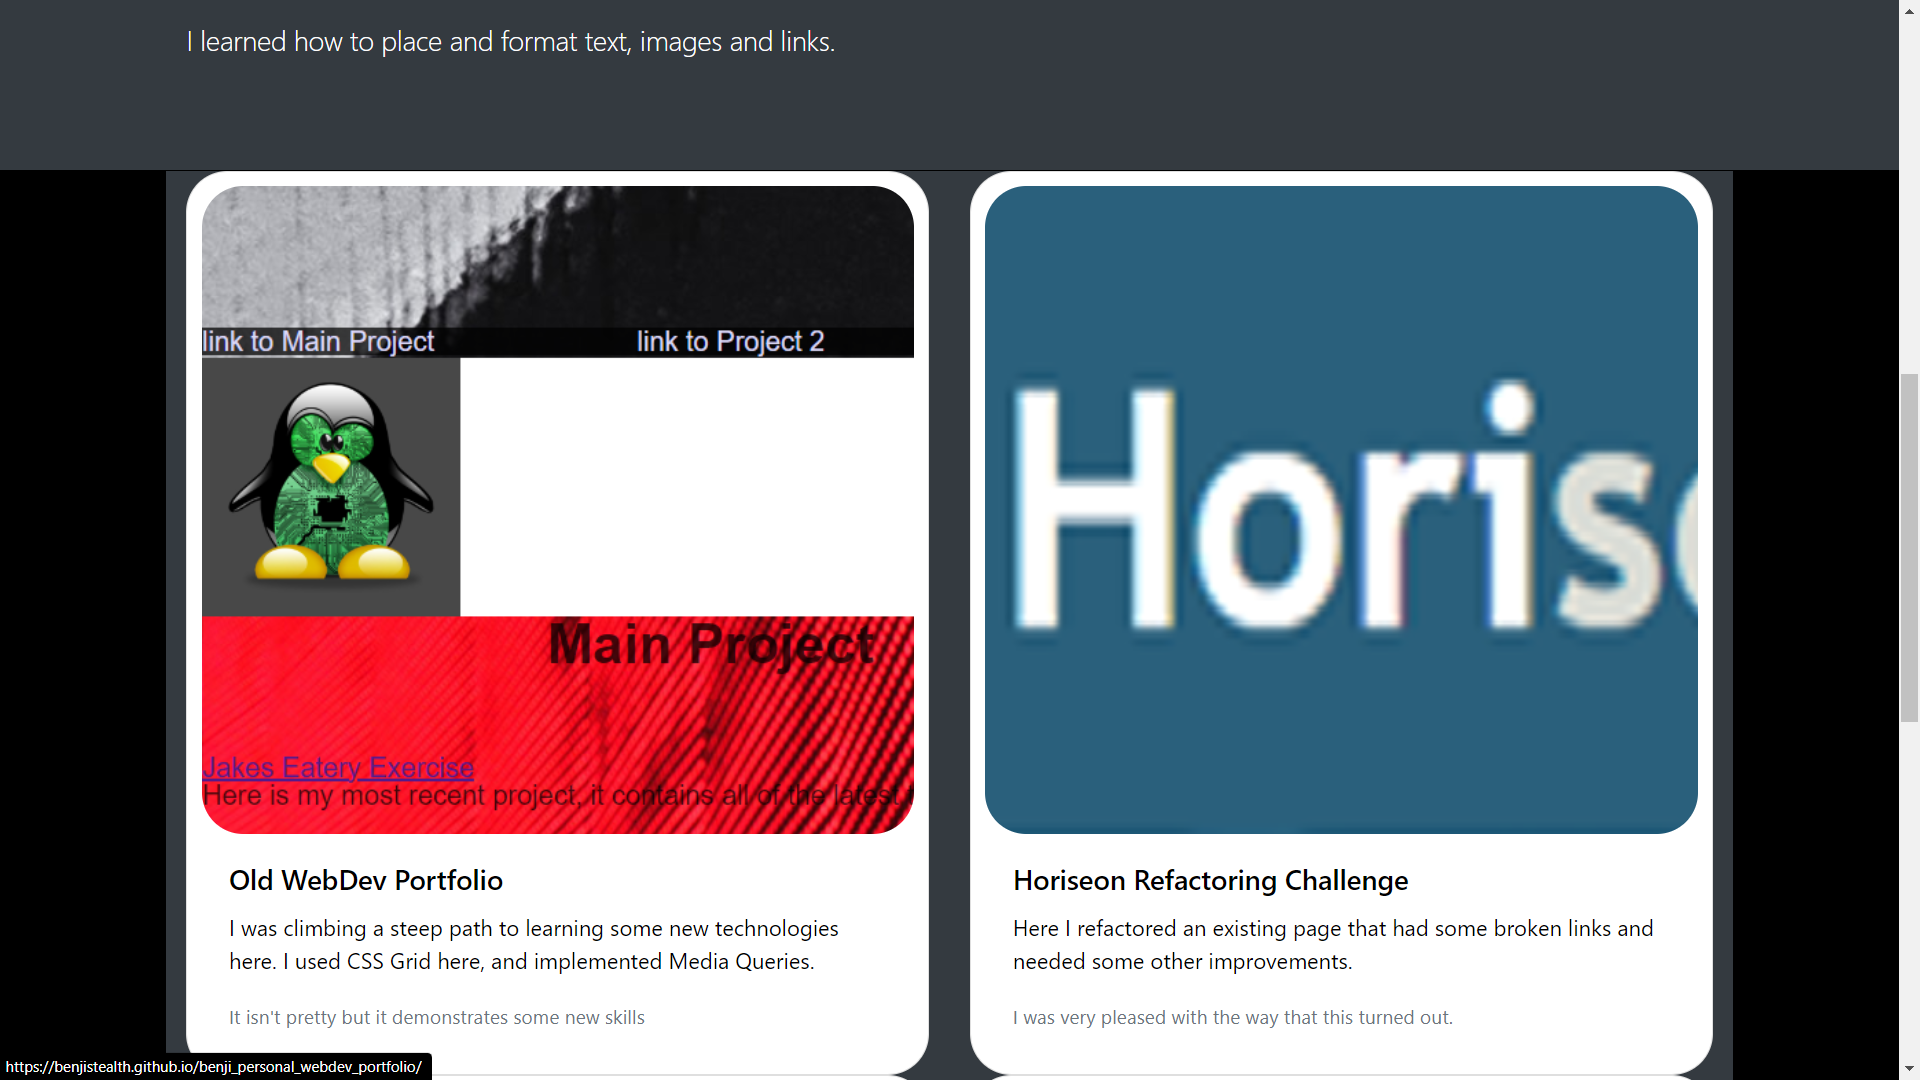 I learned how to place and format text, images and links.
link to Main Project
link to Project 2
Main Project
Jakes Eatery Exercise
Here is my most recent project, it contains all of the latest
Old WebDev Portfolio
I was climbing a steep path to learning some new technologies
here. I used CSS Grid here, and implemented Media Queries.
It isn't pretty but it demonstrates some new skills
Horis
Horiseon Refactoring Challenge
Here I refactored an existing page that had some broken links and
needed some other improvements.
I was very pleased with the way that this turned out.
https://benjistealth.github.io/benji_personal_webdev_portfolio/